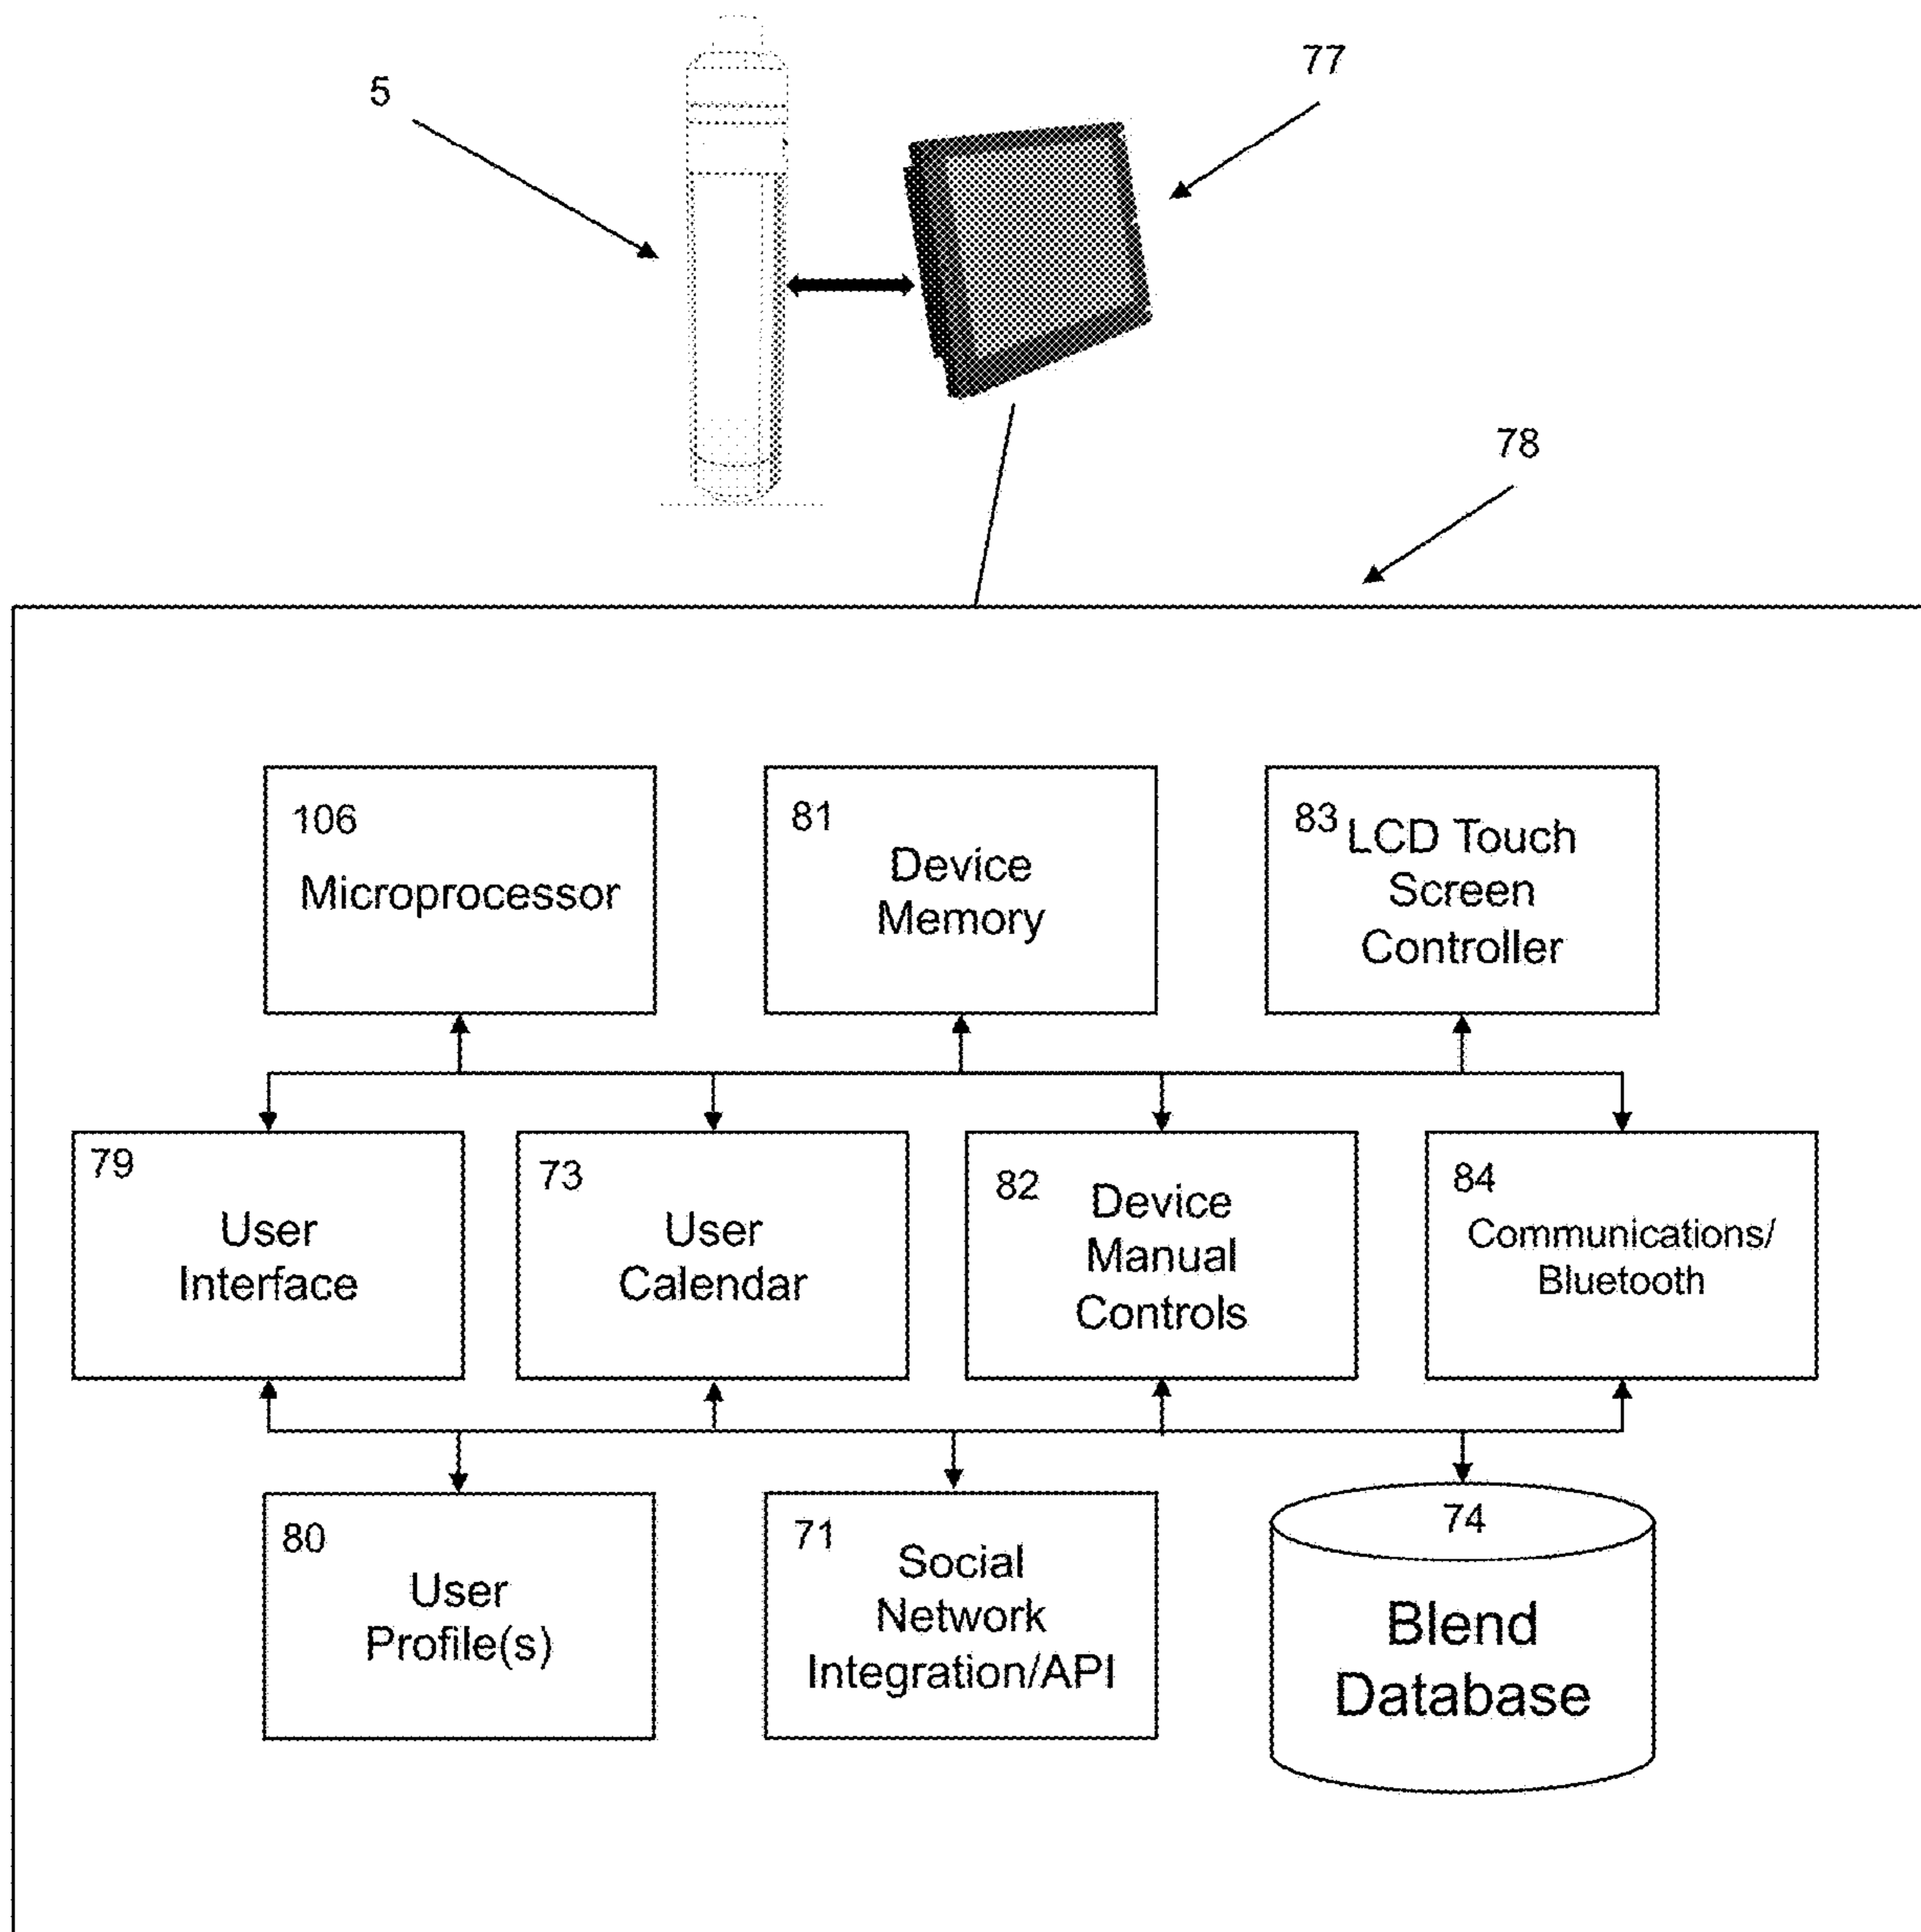 77
5
78
106
Microprocessor
81
Device
Memory
83
LCD Touch
Screen
Controller
79
User
Interface
73
User
Calendar
82
Device
Manual
Controls
84
Communications/
Bluetooth
80
User
Profile(s)
71
Social
Network
Integration/API
74
Blend
Database